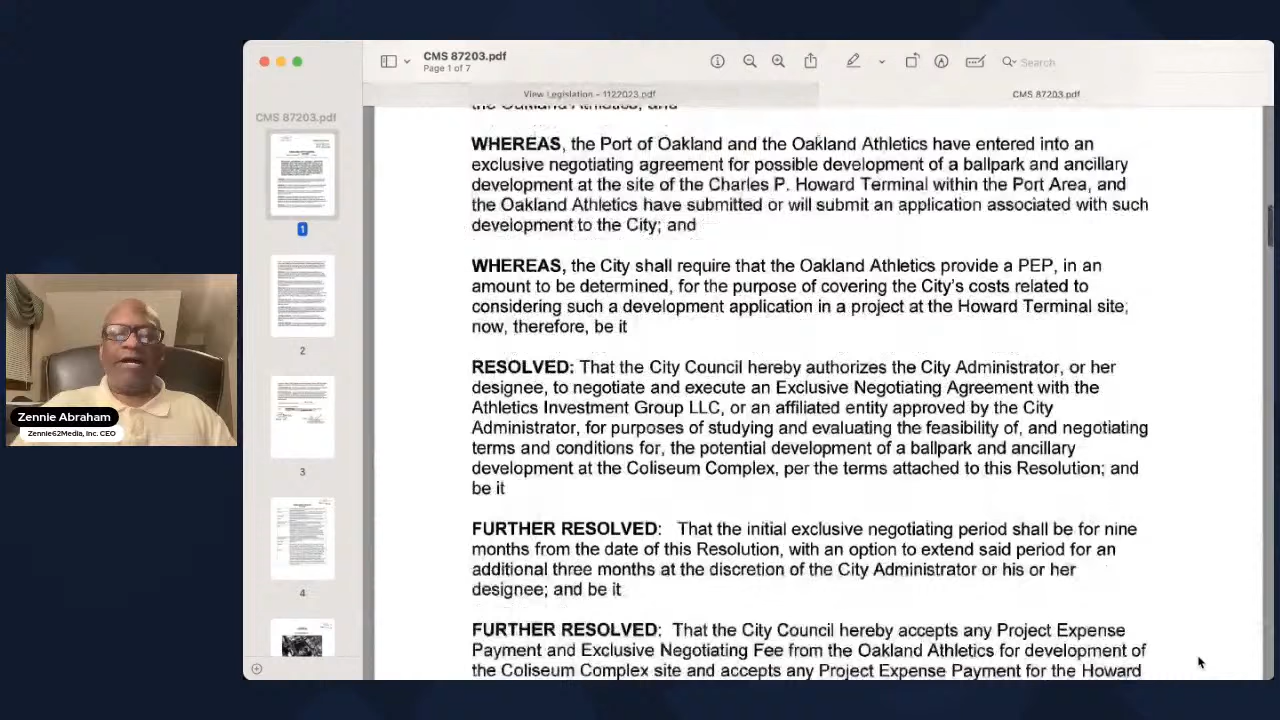 CMS 87203.pdf
Page 1 of 7
Search
View Legislation - 1122023.pdf
CMS 87203.pdf
CMS 87203.pdf
1
2
3
4
the Oakland Athletics; and
WHEREAS, the Port of Oakland and the Oakland Athletics have entered into an
exclusive negotiating agreement for possible development of a ballpark and ancillary
development at the site of the Charles P. Howard Terminal within the Port Area, and
the Oakland Athletics have submitted or will submit an application associated with such
development to the City; and
WHEREAS, the City shall require that the Oakland Athletics provide a PEP, in an
amount to be determined, for the purpose of covering the City's costs related to
consideration of a development application for a project at the Howard Terminal site;
now, therefore, be it
RESOLVED: That the City Council hereby authorizes the City Administrator, or her
designee, to negotiate and execute an Exclusive Negotiating Agreement with the
Athletics Investment Group LLC or an affiliated entity approved by the City
Administrator, for purposes of studying and evaluating the feasibility of, and negotiating
terms and conditions for, the potential development of a ballpark and ancillary
development at the Coliseum Complex, per the terms attached to this Resolution; and
be it
FURTHER RESOLVED: That the initial exclusive negotiating period shall be for nine
months from the date of this Resolution, with an option to extend said period for an
additional three months at the discretion of the City Administrator or his or her
designee; and be it
FURTHER RESOLVED: That the City Council hereby accepts any Project Expense
Payment and Exclusive Negotiating Fee from the Oakland Athletics for development of
the Coliseum Complex site and accepts any Project Expense Payment for the Howard
Zennie Abraham
Zennie62Media, Inc. CEO